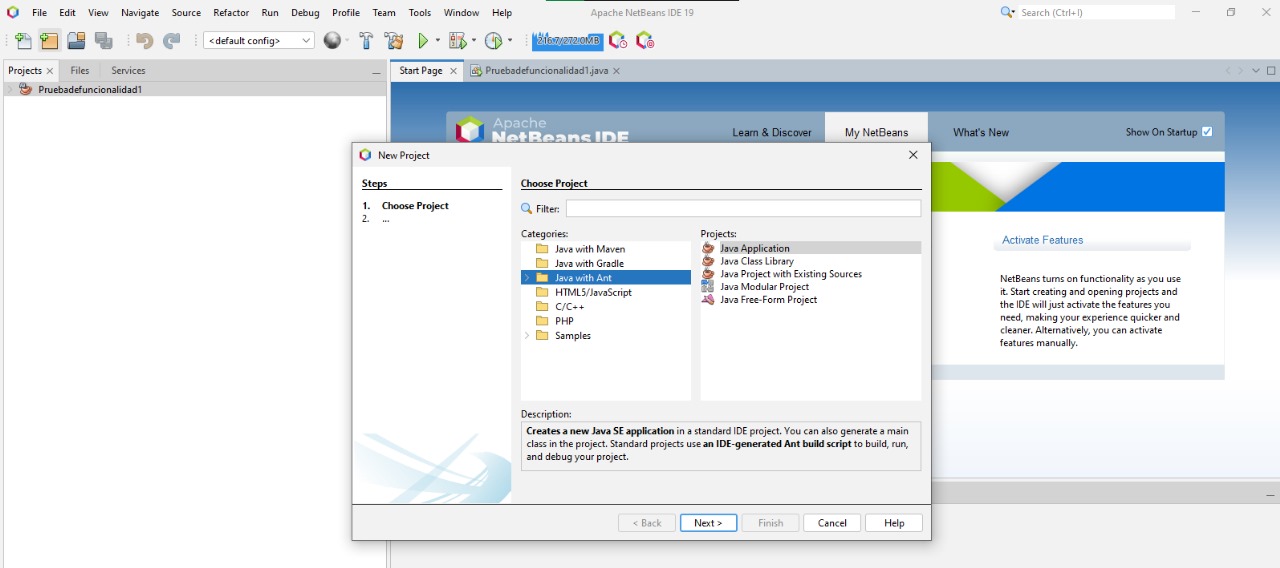 File Edit View Navigate Source Refactor Run Debug Profile Team Tools Window Help
Apache NetBeans IDE 19
Search (Ctrl+I)
<default config>
216.7/272.0MB
Projects Files Services
Start Page Pruebadefuncionalidad1.java
Pruebadefuncionalidad1
Apache
NetBeans IDE
Learn & Discover My NetBeans What's New Show On Startup
New Project
Steps
1. Choose Project
2. ...
Choose Project
Filter:
Categories:
Java with Maven
Java with Gradle
Java with Ant
HTML5/JavaScript
C/C++
PHP
Samples
Projects:
Java Application
Java Class Library
Java Project with Existing Sources
Java Modular Project
Java Free-Form Project
Description:
Creates a new Java SE application in a standard IDE project. You can also generate a main
class in the project. Standard projects use an IDE-generated Ant build script to build, run,
and debug your project.
< Back Next > Finish Cancel Help
Activate Features
NetBeans turns on functionality as you
use it. Start creating and opening projects and
the IDE will just activate the features you
need, making your experience quicker and
cleaner. Alternatively, you can activate
features manually.